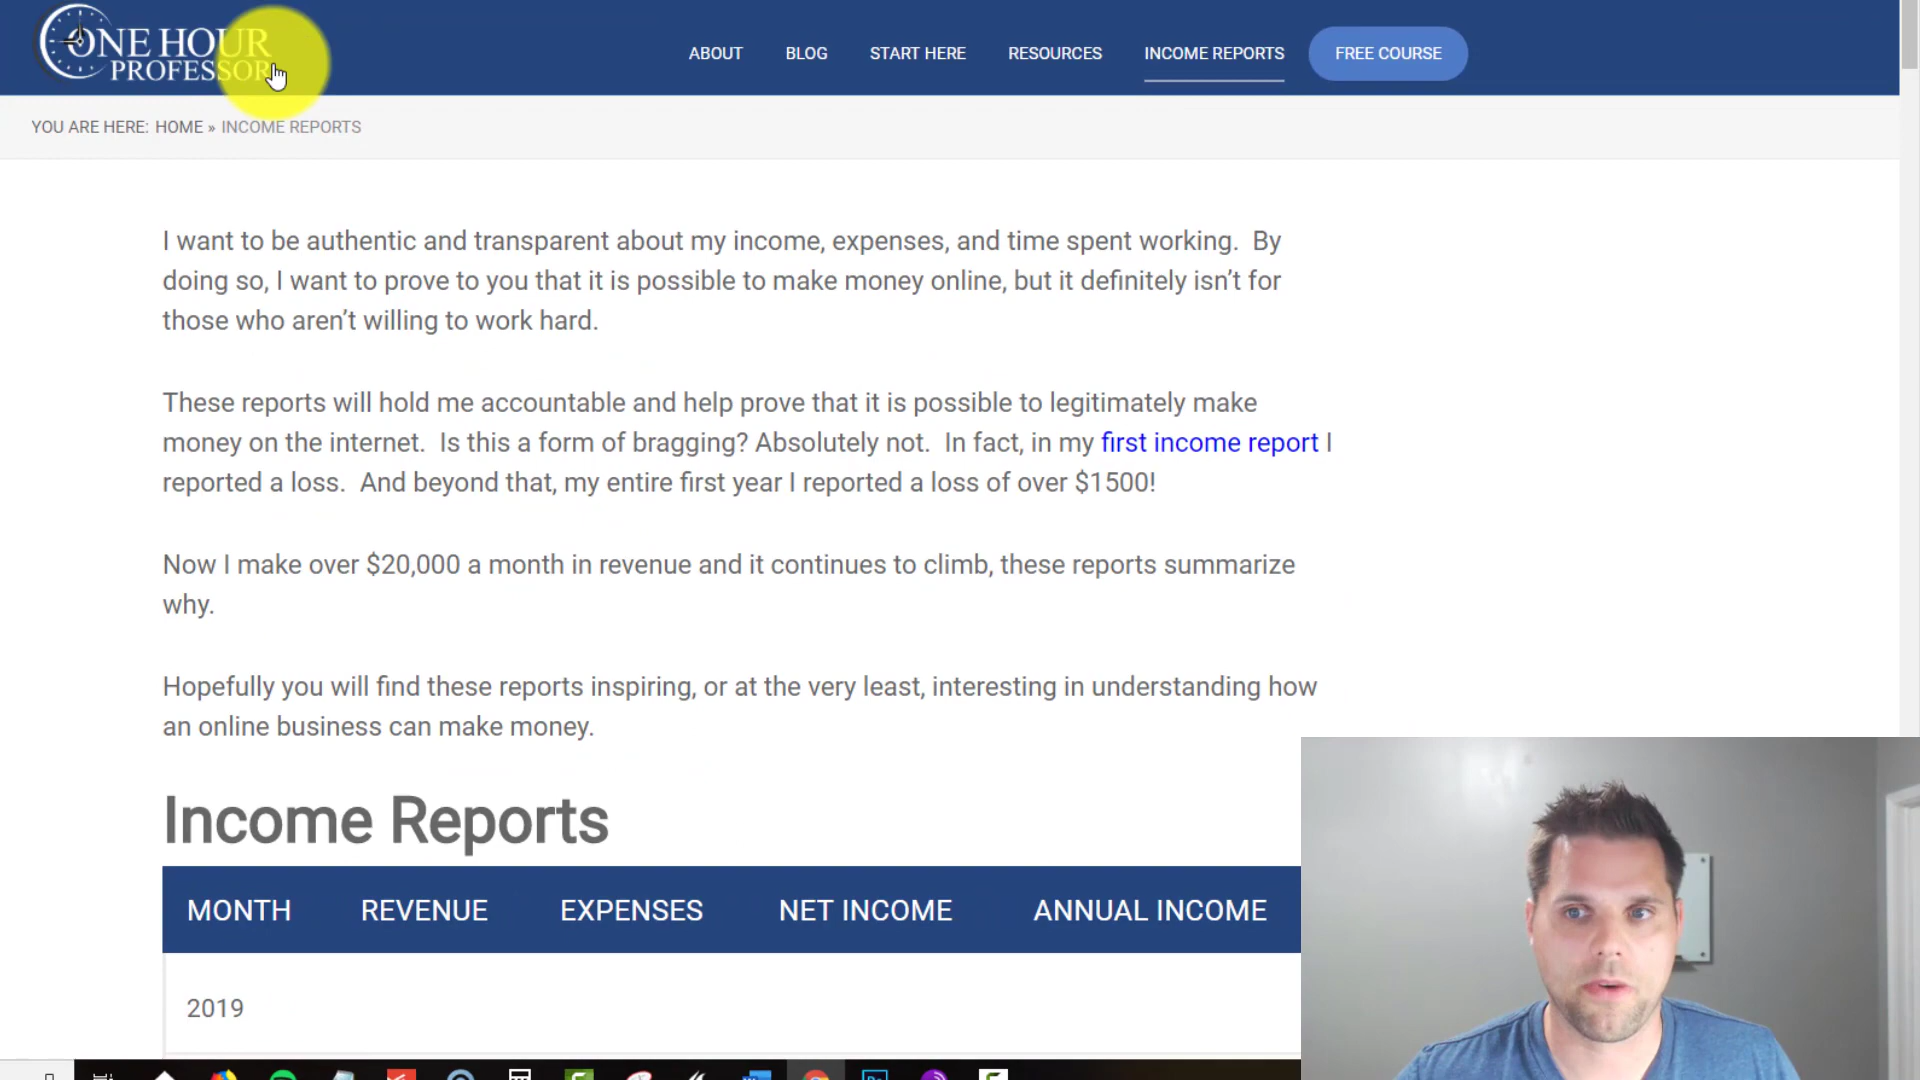 ONE HOUR
PROFESSOR
ABOUT BLOG START HERE RESOURCES INCOME REPORTS FREE COURSE
YOU ARE HERE: HOME » INCOME REPORTS
I want to be authentic and transparent about my income, expenses, and time spent working. By
doing so, I want to prove to you that it is possible to make money online, but it definitely isn’t for
those who aren’t willing to work hard.
These reports will hold me accountable and help prove that it is possible to legitimately make
money on the internet. Is this a form of bragging? Absolutely not. In fact, in my first income report I
reported a loss. And beyond that, my entire first year I reported a loss of over $1500!
Now I make over $20,000 a month in revenue and it continues to climb, these reports summarize
why.
Hopefully you will find these reports inspiring, or at the very least, interesting in understanding how
an online business can make money.
Income Reports
MONTH REVENUE EXPENSES NET INCOME ANNUAL INCOME
2019